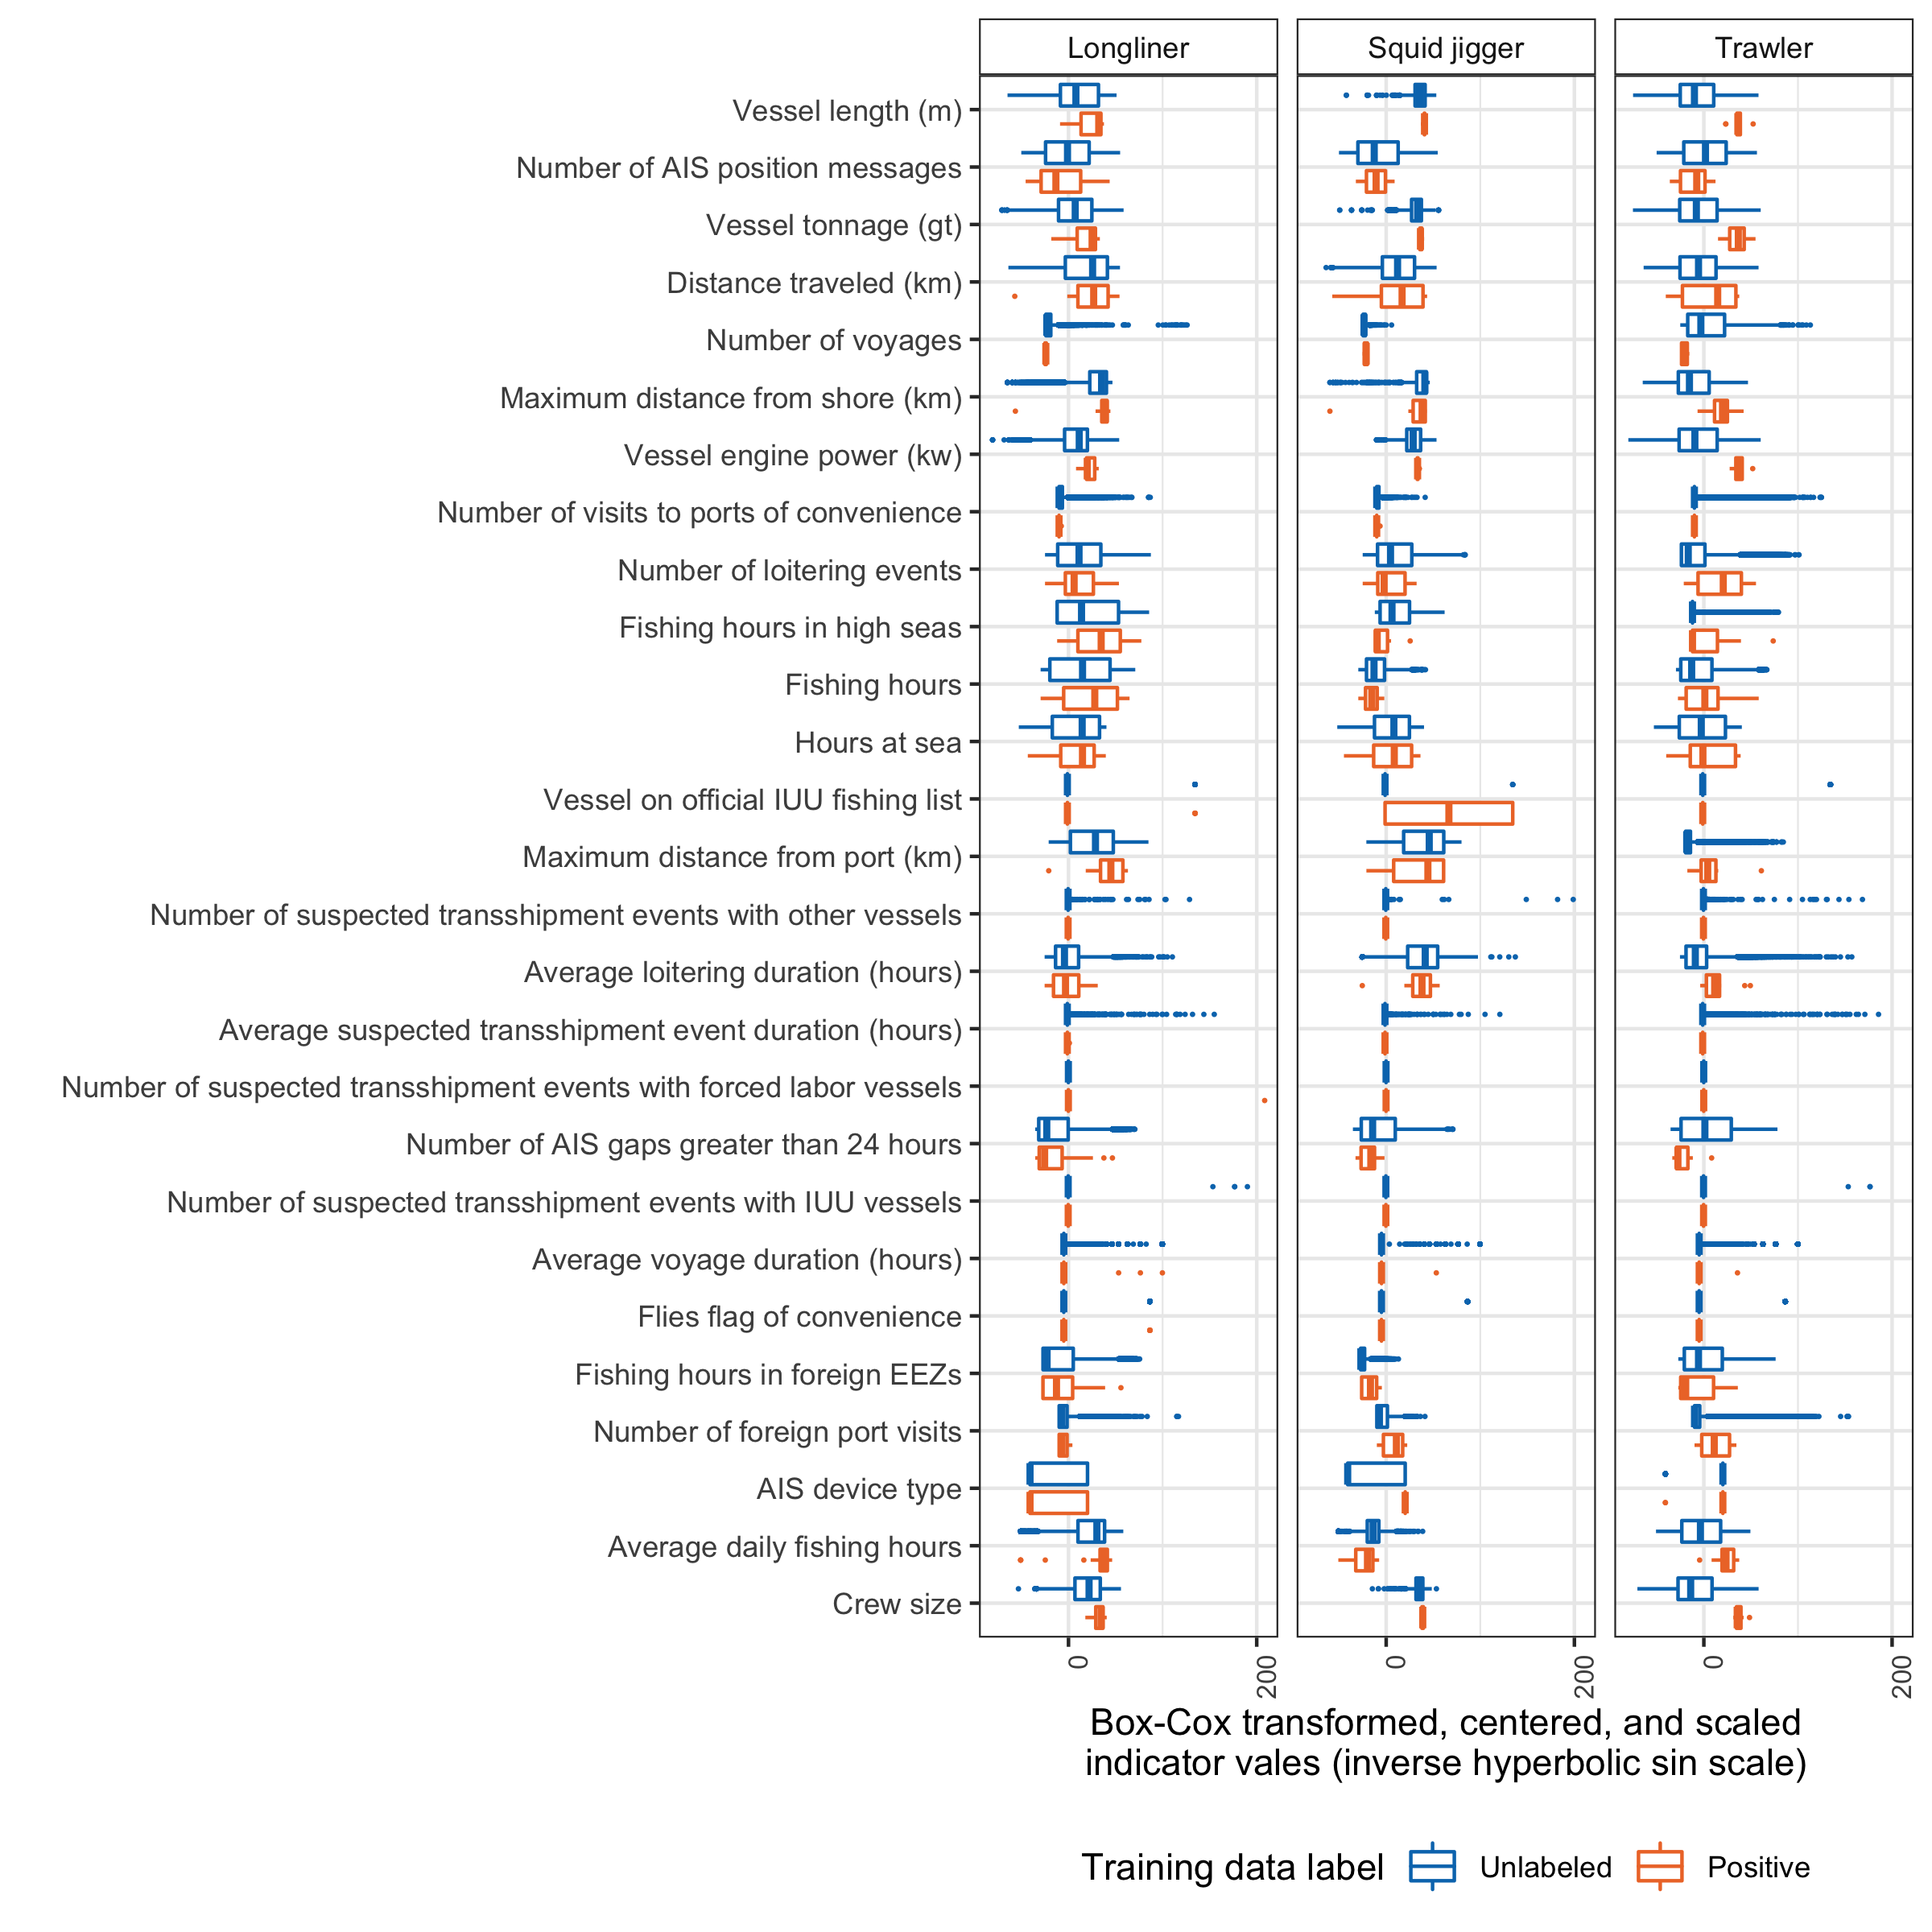 Longliner
Squid jigger
Trawler
Vessel length (m)
Number of AIS position messages
Vessel tonnage (gt)
Distance traveled (km)
Number of voyages
Maximum distance from shore (km)
Vessel engine power (kw)
Number of visits to ports of convenience
Number of loitering events
Fishing hours in high seas
Fishing hours
Hours at sea
Vessel on official IUU fishing list
Maximum distance from port (km)
Number of suspected transshipment events with other vessels
Average loitering duration (hours)
Average suspected transshipment event duration (hours)
Number of suspected transshipment events with forced labor vessels
Number of AIS gaps greater than 24 hours
Number of suspected transshipment events with IUU vessels
Average voyage duration (hours)
Flies flag of convenience
Fishing hours in foreign EEZs
Number of foreign port visits
AIS device type
Average daily fishing hours
Crew size
0
200
0
200
0
200
Box-Cox transformed, centered, and scaled
indicator vales (inverse hyperbolic sin scale)
Training data label
Unlabeled
Positive